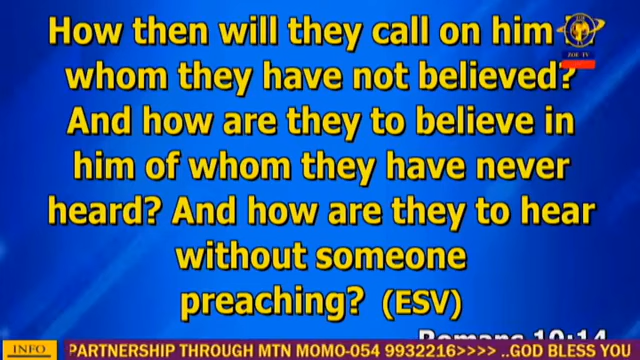 How then will they call on him
whom they have not believed?
And how are they to believe in
him of whom they have never
heard? And how are they to hear
without someone
preaching? (ESV)
Romans 10:14
INFO PARTNERSHIP THROUGH MTN MOMO-054 9932216>>>> ..GOD BLESS YOU
ZOE TV